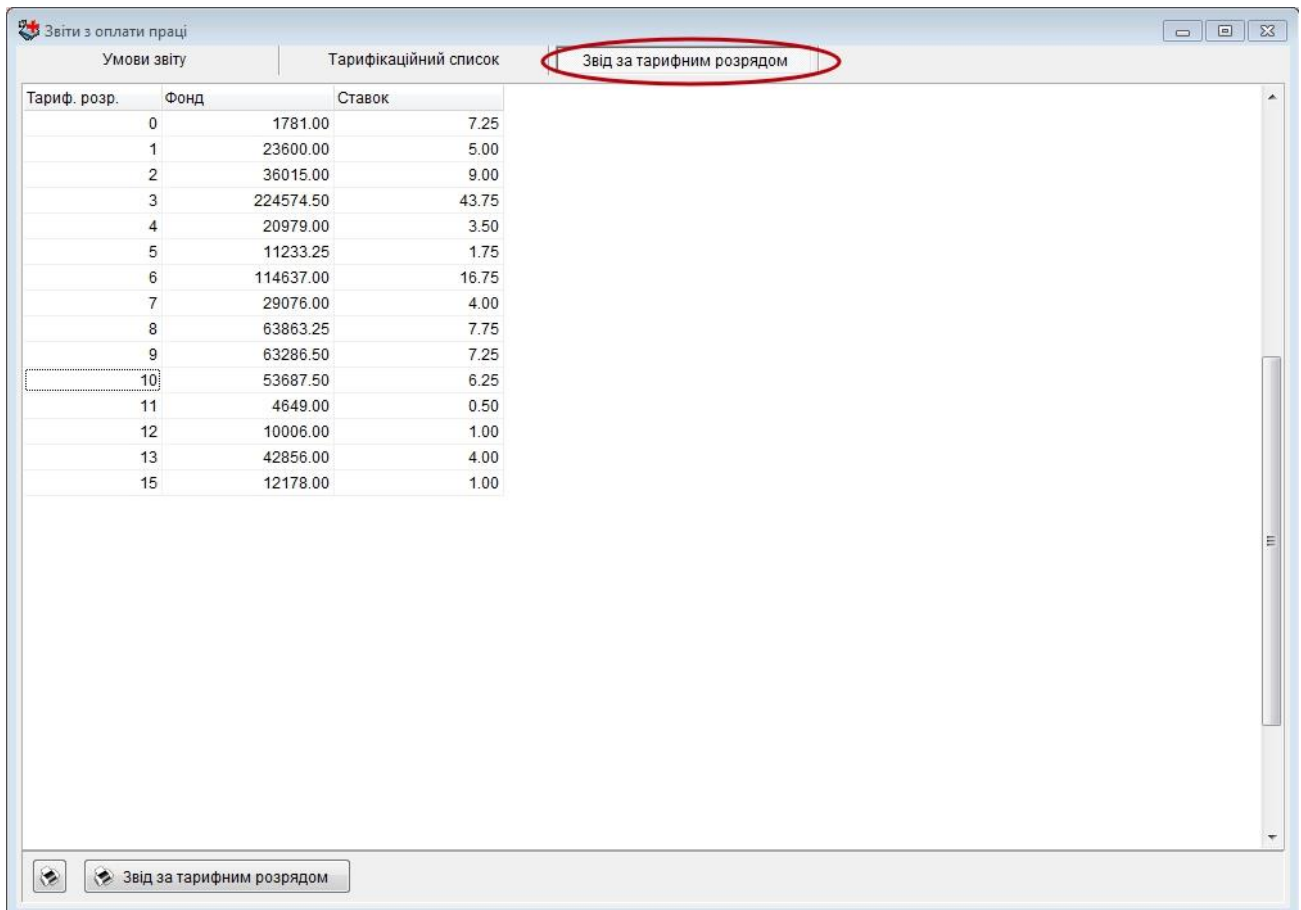 Звіти з оплати праці
Умови звіту Тарифікаційний список Звід за тарифним розрядом
Тариф. розр. Фонд Ставок
0 1781.00 7.25
1 23600.00 5.00
2 36015.00 9.00
3 224574.50 43.75
4 20979.00 3.50
5 11233.25 1.75
6 114637.00 16.75
7 29076.00 4.00
8 63863.25 7.75
9 63286.50 7.25
10 53687.50 6.25
11 4649.00 0.50
12 10006.00 1.00
13 42856.00 4.00
15 12178.00 1.00
Звід за тарифним розрядом